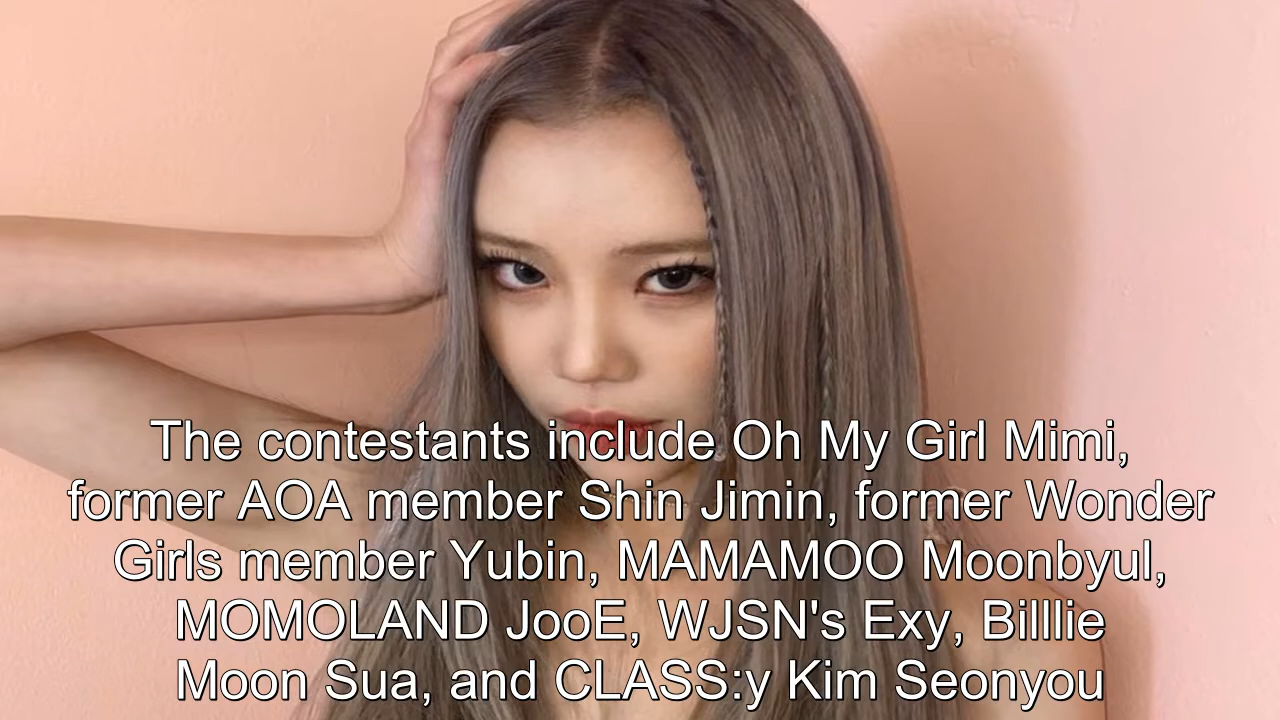 The contestants include Oh My Girl Mimi,
former AOA member Shin Jimin, former Wonder
Girls member Yubin, MAMAMOO Moonbyul,
MOMOLAND JooE, WJSN's Exy, Billlie
Moon Sua, and CLASS:y Kim Seonyou